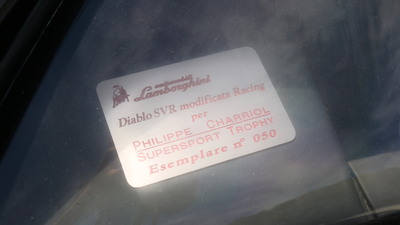 automobili
Lamborghini
Diablo SVR modificata Racing
per
PHILIPPE CHARRIOL
SUPERSPORT TROPHY
Esemplare n° 050